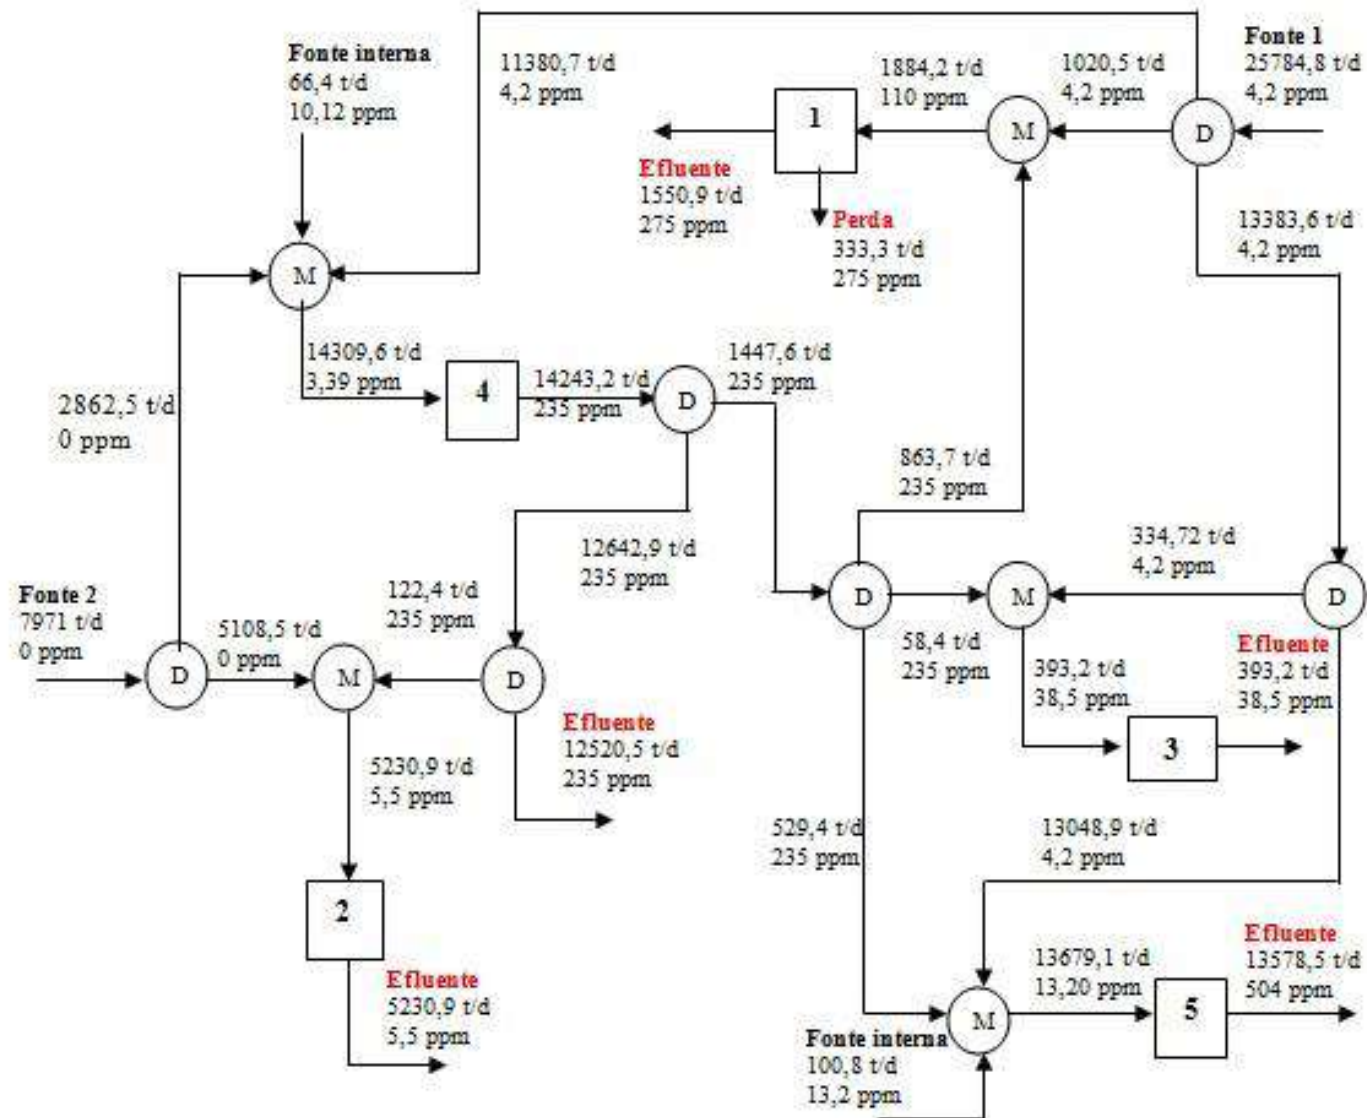 Fonte interna
66,4 t/d
10,12 ppm
11380,7 t/d
4,2 ppm
1884,2 t/d
110 ppm
1020,5 t/d
4,2 ppm
Fonte 1
25784,8 t/d
4,2 ppm
1
M
D
Efluente
1550,9 t/d
275 ppm
Perda
333,3 t/d
275 ppm
13383,6 t/d
4,2 ppm
M
14309,6 t/d
3,39 ppm
4
14243,2 t/d
235 ppm
D
1447,6 t/d
235 ppm
2862,5 t/d
0 ppm
863,7 t/d
235 ppm
12642,9 t/d
235 ppm
334,72 t/d
4,2 ppm
Fonte 2
7971 t/d
0 ppm
D
5108,5 t/d
0 ppm
M
122,4 t/d
235 ppm
D
D
M
D
58,4 t/d
235 ppm
393,2 t/d
38,5 ppm
Efluente
393,2 t/d
38,5 ppm
3
Efluente
12520,5 t/d
235 ppm
5230,9 t/d
5,5 ppm
529,4 t/d
235 ppm
13048,9 t/d
4,2 ppm
2
Efluente
5230,9 t/d
5,5 ppm
M
13679,1 t/d
13,20 ppm
5
Efluente
13578,5 t/d
504 ppm
Fonte interna
100,8 t/d
13,2 ppm